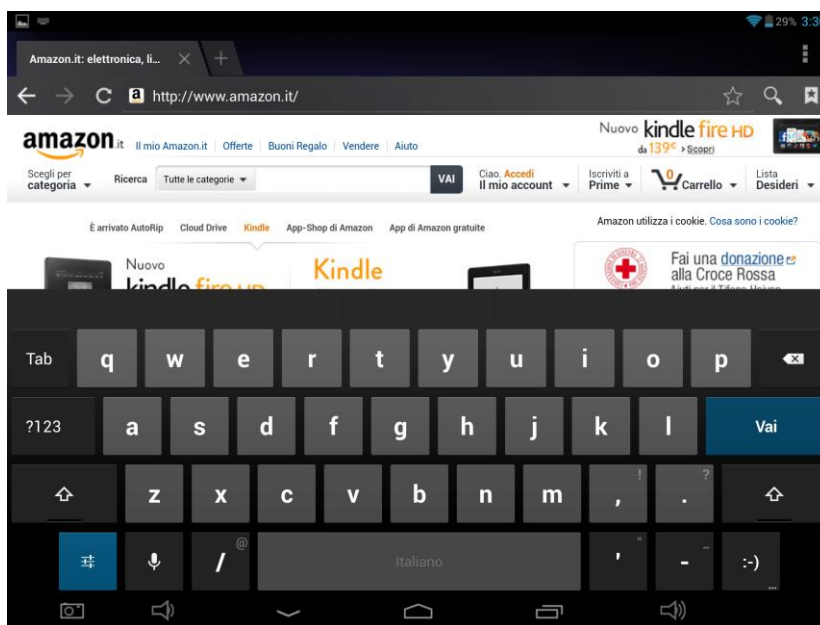 29% 3:3
Amazon.it: elettronica, li...
a http://www.amazon.it/
amazon.it Il mio Amazon.it Offerte Buoni Regalo Vendere Aiuto
Nuovo kindle fire HD
da 139€ › Scopri
Scegli per categoria
Ricerca Tutte le categorie VAI
Ciao. Accedi
Il mio account
Iscriviti a
Prime
0 Carrello
Lista
Desideri
È arrivato AutoRip Cloud Drive Kindle App-Shop di Amazon App di Amazon gratuite
Amazon utilizza i cookie. Cosa sono i cookie?
Nuovo
kindle fire HD
Kindle
Fai una donazione
alla Croce Rossa
Tab q w e r t y u i o p
?123 a s d f g h j k l Vai
z x c v b n m , ! . ?
/ @ Italiano ' " - _ :-) ...